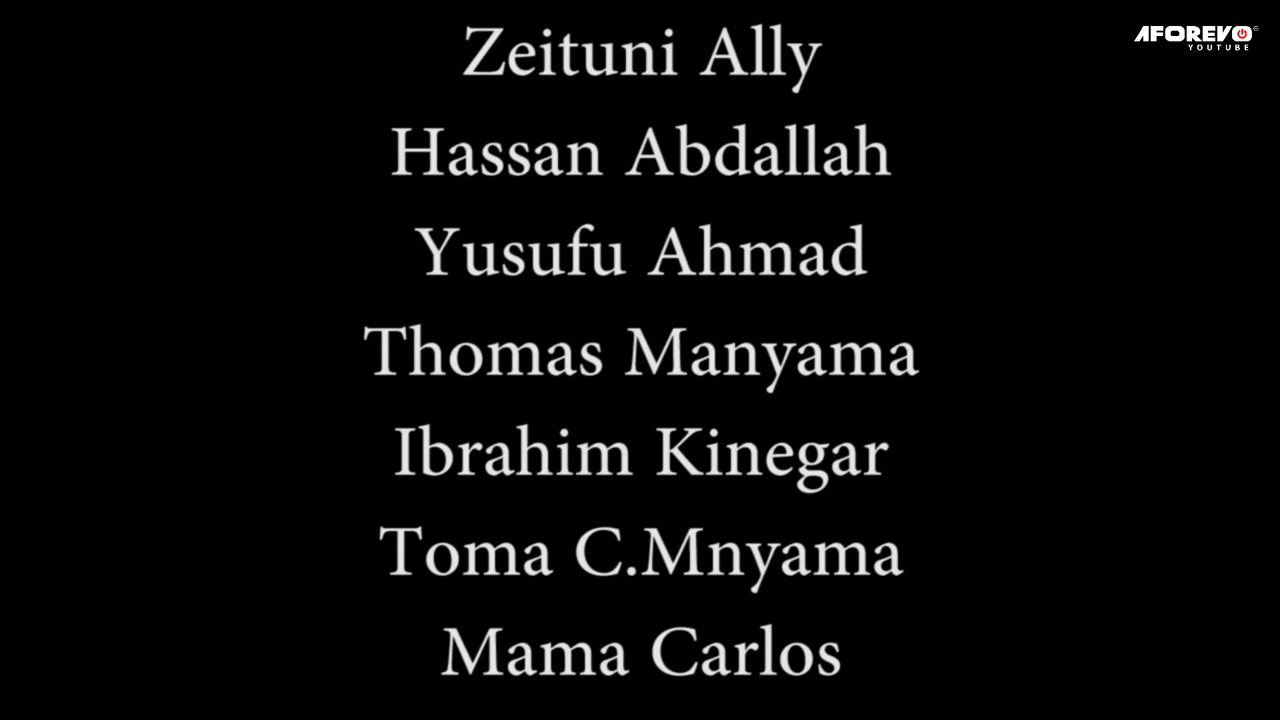 AFOREVO
YOUTUBE
Zeituni Ally
Hassan Abdallah
Yusufu Ahmad
Thomas Manyama
Ibrahim Kinegar
Toma C.Mnyama
Mama Carlos